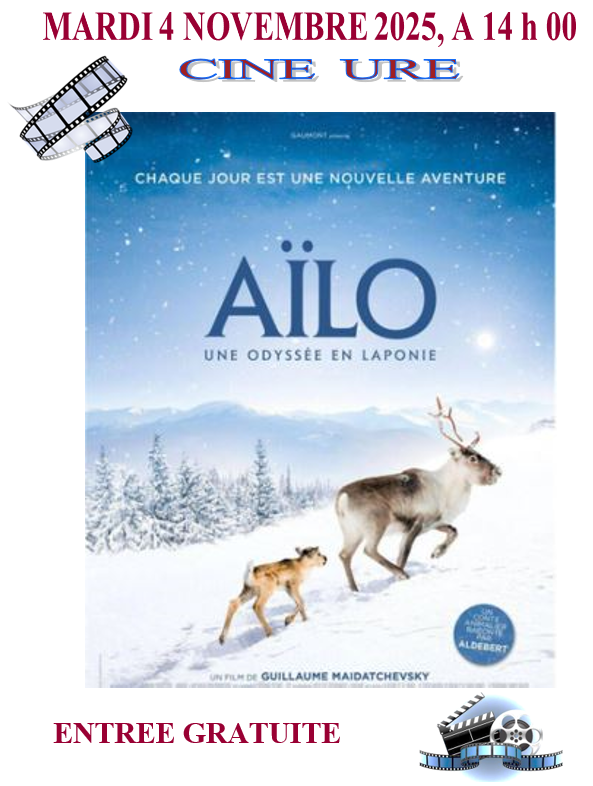 MARDI 4 NOVEMBRE 2025, A 14 h 00
CINE URE
GAUMONT
CHAQUE JOUR EST UNE NOUVELLE AVENTURE
AÏLO
UNE ODYSSÉE EN LAPONIE
UN
CONTE
ANIMALIER
RACONTÉ
PAR
ALDEBERT
UN FILM DE GUILLAUME MAIDATCHEVSKY
ENTREE GRATUITE